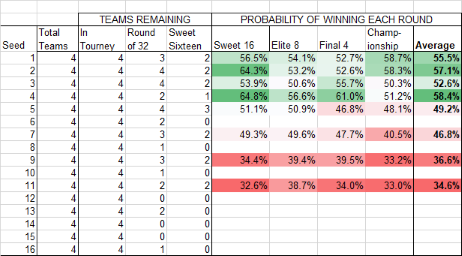 TEAMS REMAINING PROBABILITY OF WINNING EACH ROUND
Total In Round Sweet Champ-
Seed Teams Tourney of 32 Sixteen Sweet 16 Elite 8 Final 4 ionship Average
1 4 4 3 2 56.5% 54.1% 52.7% 58.7% 55.5%
2 4 4 4 2 64.3% 53.2% 52.6% 58.3% 57.1%
3 4 4 4 2 53.9% 50.6% 55.7% 50.3% 52.6%
4 4 4 2 1 64.8% 56.6% 61.0% 51.2% 58.4%
5 4 4 4 3 51.1% 50.9% 46.8% 48.1% 49.2%
6 4 4 2 0
7 4 4 3 2 49.3% 49.6% 47.7% 40.5% 46.8%
8 4 4 1 0
9 4 4 3 2 34.4% 39.4% 39.5% 33.2% 36.6%
10 4 4 1 0
11 4 4 2 2 32.6% 38.7% 34.0% 33.0% 34.6%
12 4 4 0 0
13 4 4 2 0
14 4 4 0 0
15 4 4 0 0
16 4 4 1 0